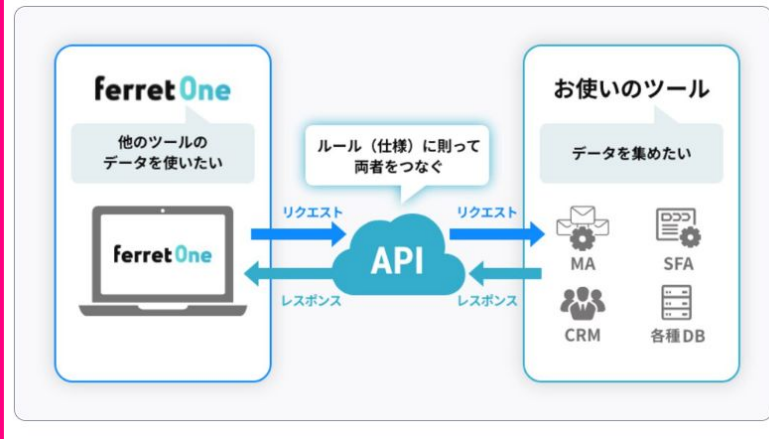 ferret One
他のツールの
データを使いたい
ferret One
ルール（仕様）に則って
両者をつなぐ
リクエスト
リクエスト
API
レスポンス
レスポンス
お使いのツール
データを集めたい
MA
SFA
CRM
各種DB